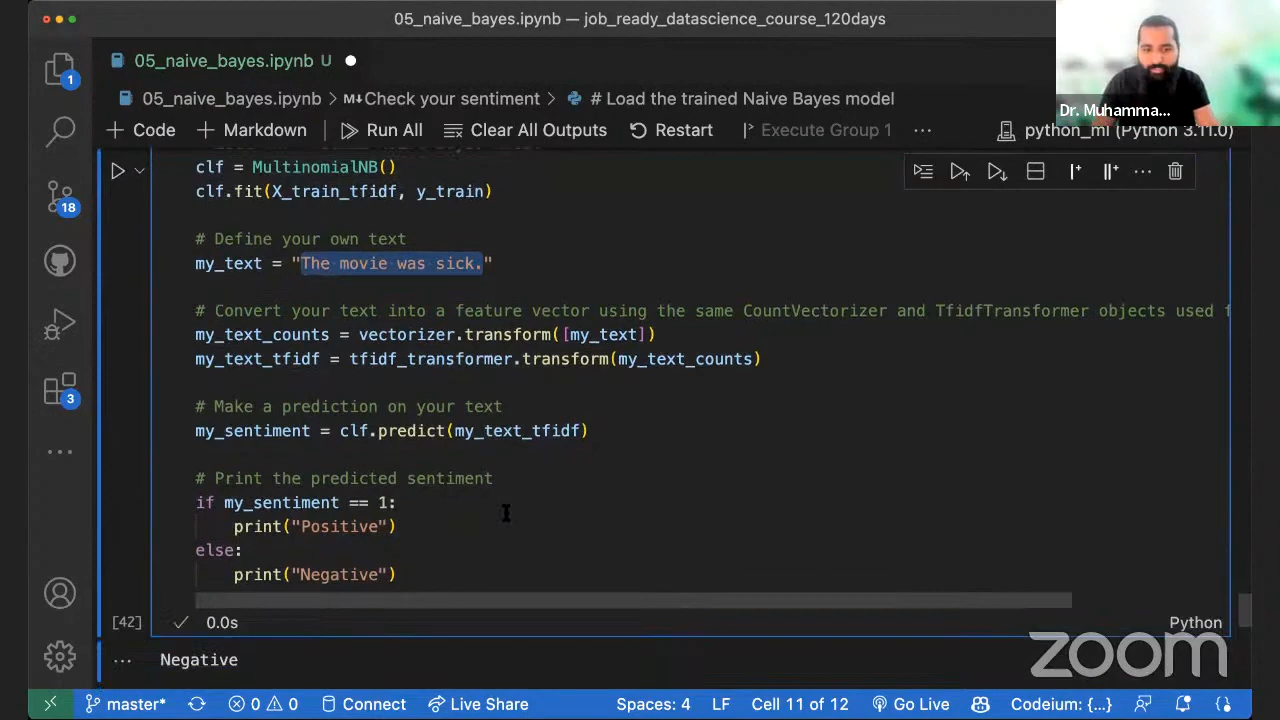 05_naive_bayes.ipynb — job_ready_datascience_course_120days
05_naive_bayes.ipynb U
05_naive_bayes.ipynb > M↓Check your sentiment > # Load the trained Naive Bayes model
+ Code + Markdown Run All Clear All Outputs Restart Execute Group 1 ... python_ml (Python 3.11.0)
Dr. Muhamma...
1
18
3
clf = MultinomialNB()
clf.fit(X_train_tfidf, y_train)
# Define your own text
my_text = "The movie was sick."
# Convert your text into a feature vector using the same CountVectorizer and TfidfTransformer objects used f
my_text_counts = vectorizer.transform([my_text])
my_text_tfidf = tfidf_transformer.transform(my_text_counts)
# Make a prediction on your text
my_sentiment = clf.predict(my_text_tfidf)
# Print the predicted sentiment
if my_sentiment == 1:
    print("Positive")
else:
    print("Negative")
[42] 0.0s Python
... Negative
zoom
master* 0 0 Connect Live Share Spaces: 4 LF Cell 11 of 12 Go Live Codeium: {...}